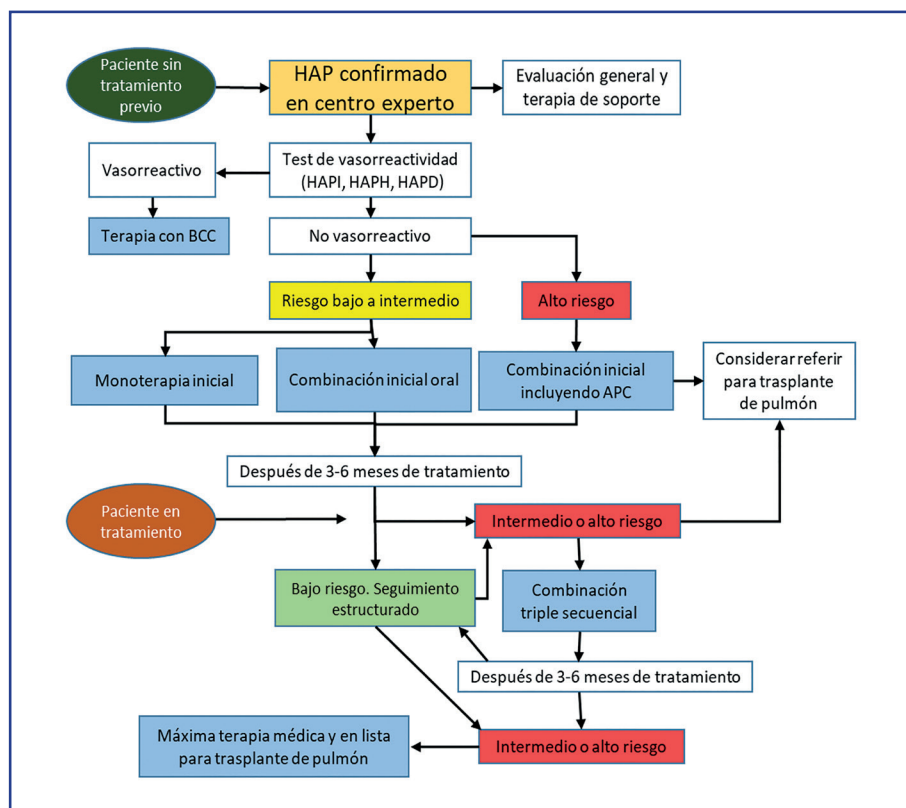 Paciente sin
tratamiento
previo
HAP confirmado
en centro experto
Evaluación general y
terapia de soporte
Vasorreactivo
Test de vasorreactividad
(HAPI, HAPH, HAPD)
Terapia con BCC
No vasorreactivo
Riesgo bajo a intermedio
Alto riesgo
Monoterapia inicial
Combinación inicial oral
Combinación inicial
incluyendo APC
Considerar referir
para trasplante
de pulmón
Después de 3-6 meses de tratamiento
Paciente en
tratamiento
Intermedio o alto riesgo
Bajo riesgo. Seguimiento
estructurado
Combinación
triple secuencial
Después de 3-6 meses de tratamiento
Máxima terapia médica y en lista
para trasplante de pulmón
Intermedio o alto riesgo